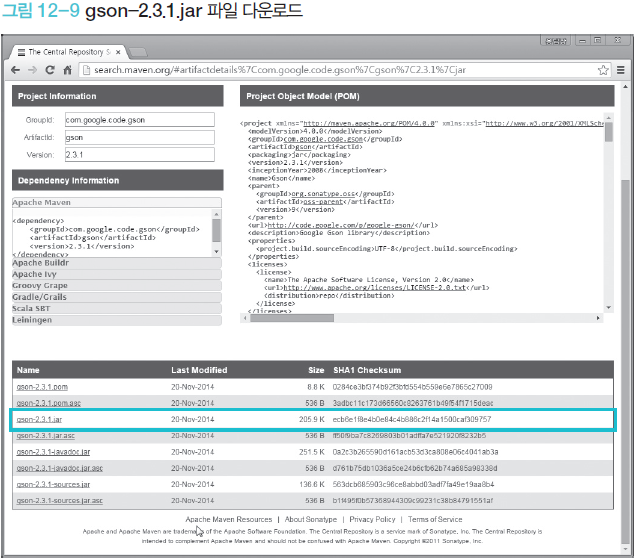 그림 12-9 gson-2.3.1.jar 파일 다운로드
The Central Repository S
search.maven.org/#artifactdetails%7Ccom.google.code.gson%7Cgson%7C2.3.1%7Cjar
Project Information
GroupId: com.google.code.gson
ArtifactId: gson
Version: 2.3.1
Dependency Information
Apache Maven
<dependency>
<groupId>com.google.code.gson</groupId>
<artifactId>gson</artifactId>
<version>2.3.1</version>
</dependency>
Apache Buildr
Apache Ivy
Groovy Grape
Gradle/Grails
Scala SBT
Leiningen
Project Object Model (POM)
<project xmlns="http://maven.apache.org/POM/4.0.0" xmlns:xsi="http://www.w3.org/2001/XMLSche
<modelVersion>4.0.0</modelVersion>
<groupId>com.google.code.gson</groupId>
<artifactId>gson</artifactId>
<packaging>jar</packaging>
<version>2.3.1</version>
<inceptionYear>2008</inceptionYear>
<name>Gson</name>
<parent>
<groupId>org.sonatype.oss</groupId>
<artifactId>oss-parent</artifactId>
<version>9</version>
</parent>
<url>http://code.google.com/p/google-gson/</url>
<description>Google Gson library</description>
<properties>
<project.build.sourceEncoding>UTF-8</project.build.sourceEncoding>
</properties>
<licenses>
<license>
<name>The Apache Software License, Version 2.0</name>
<url>http://www.apache.org/licenses/LICENSE-2.0.txt</url>
<distribution>repo</distribution>
</license>
</licenses>
Name Last Modified Size SHA1 Checksum
gson-2.3.1.pom 20-Nov-2014 8.8 K 0284ce3bf374b92f3bfd554b559e6e7865c27009
gson-2.3.1.pom.asc 20-Nov-2014 536 B 3adbc11c173d66560c8263761b49f54f1715deac
gson-2.3.1.jar 20-Nov-2014 205.9 K ecb6e1f8e4b0e84c4b886c2f14a1500caf309757
gson-2.3.1.jar.asc 20-Nov-2014 536 B ff50f9ba7c8269803b01adffa7e521920f8232b5
gson-2.3.1-javadoc.jar 20-Nov-2014 251.5 K 0a2c3b265590d161acb53d3ca808e06c4041ab3a
gson-2.3.1-javadoc.jar.asc 20-Nov-2014 536 B d761b75db1036a5ce24b6cfb62b74a685a98338d
gson-2.3.1-sources.jar 20-Nov-2014 136.6 K 563dcb685903c96ce8abbd03adf7fa49e19aa8b4
gson-2.3.1-sources.jar.asc 20-Nov-2014 536 B b1f495f0b57368944309c99231c38b84791551af
Apache Maven Resources | About Sonatype | Privacy Policy | Terms of Service
Apache and Apache Maven are trademarks of the Apache Software Foundation. The Central Repository is a service mark of Sonatype, Inc. The Central Repository is
intended to complement Apache Maven and should not be confused with Apache Maven. Copyright ©2011 Sonatype, Inc.